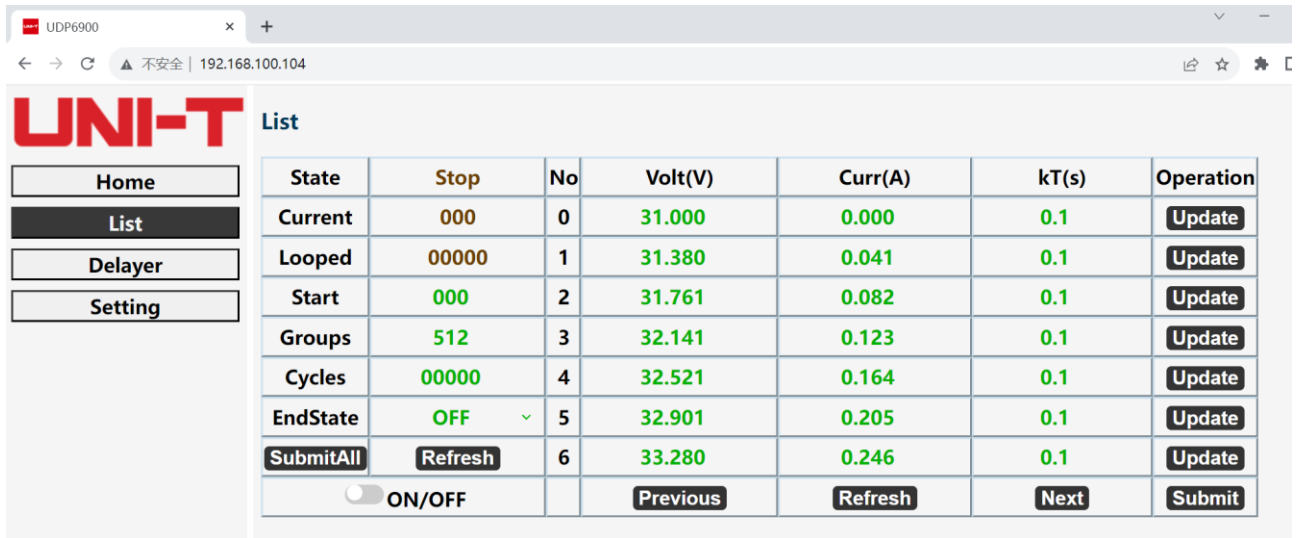 UNI-T UDP6900 × +
不安全 | 192.168.100.104
UNI-T
Home
List
Delayer
Setting
List
State Stop No Volt(V) Curr(A) kT(s) Operation
Current 000 0 31.000 0.000 0.1 Update
Looped 00000 1 31.380 0.041 0.1 Update
Start 000 2 31.761 0.082 0.1 Update
Groups 512 3 32.141 0.123 0.1 Update
Cycles 00000 4 32.521 0.164 0.1 Update
EndState OFF 5 32.901 0.205 0.1 Update
SubmitAll Refresh 6 33.280 0.246 0.1 Update
ON/OFF Previous Refresh Next Submit